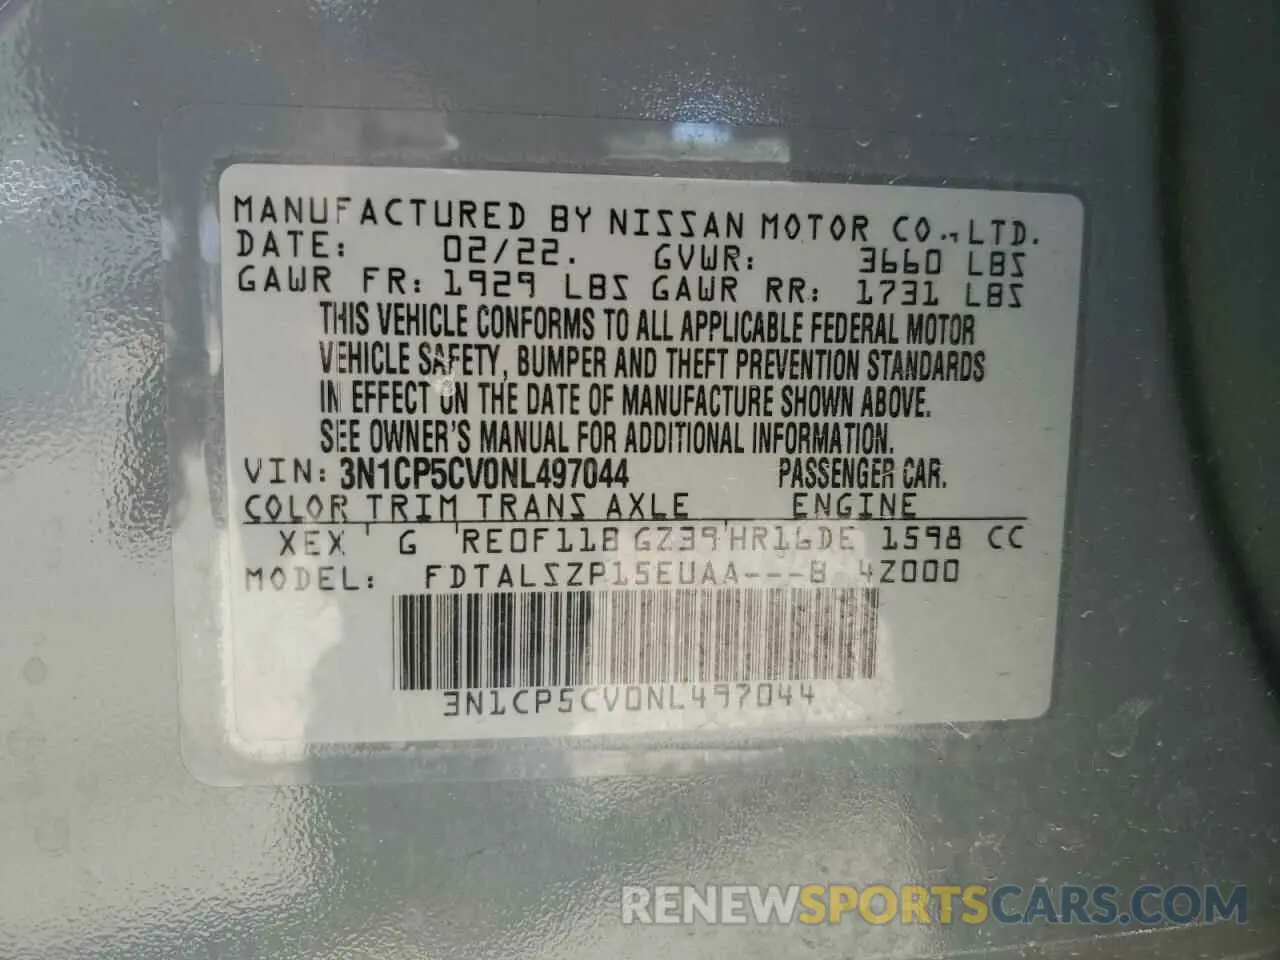 MANUFACTURED BY NISSAN MOTOR CO., LTD.
DATE: 02/22. GVWR: 3660 LBS
GAWR FR: 1929 LBS GAWR RR: 1731 LBS
THIS VEHICLE CONFORMS TO ALL APPLICABLE FEDERAL MOTOR
VEHICLE SAFETY, BUMPER AND THEFT PREVENTION STANDARDS
IN EFFECT ON THE DATE OF MANUFACTURE SHOWN ABOVE.
SEE OWNER'S MANUAL FOR ADDITIONAL INFORMATION.
VIN: 3N1CP5CV0NL497044 PASSENGER CAR.
COLOR TRIM TRANS AXLE ENGINE
XEX G RE0F11B GZ39 HR16DE 1598 CC
MODEL: FDTALSZP15EUAA---B 4Z000
3N1CP5CV0NL497044
RENEWSPORTSCARS.COM